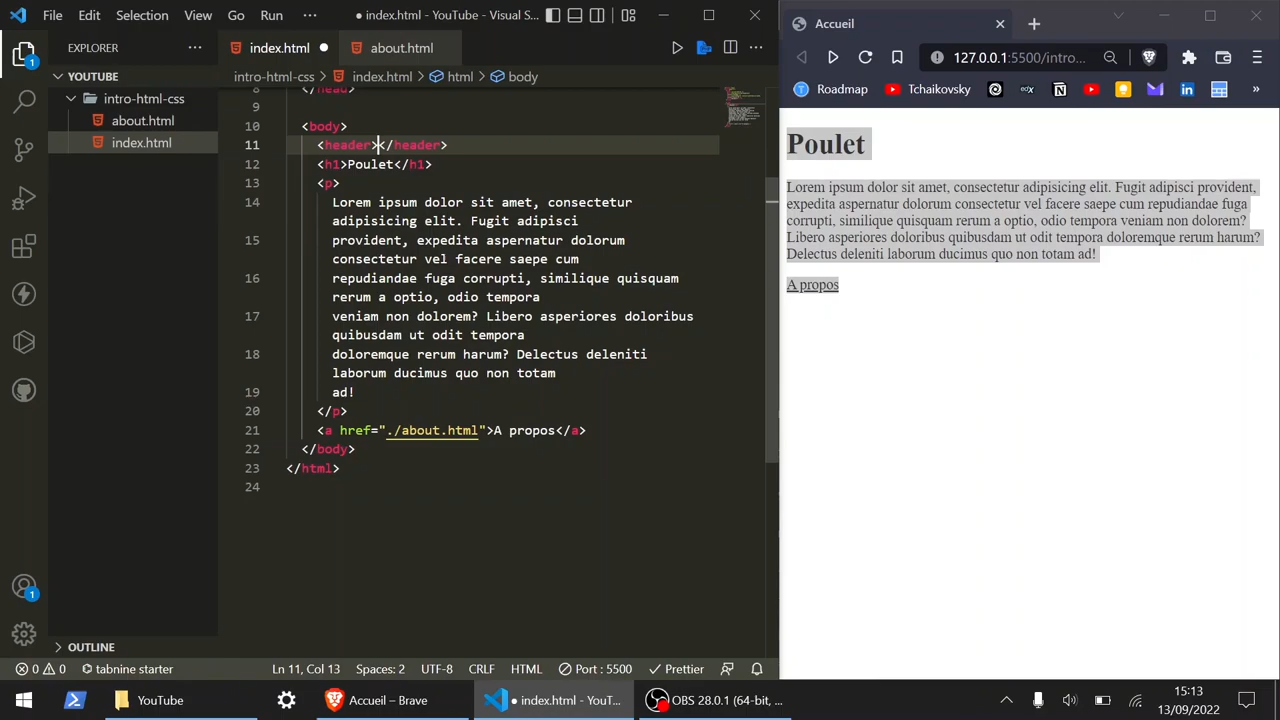 File Edit Selection View Go Run ··· ● index.html - YouTube - Visual S...
EXPLORER ···
YOUTUBE
intro-html-css
about.html
index.html
OUTLINE
index.html ●
about.html
intro-html-css > index.html > html > body
8 </head>
9
10 <body>
11 <header></header>
12 <h1>Poulet</h1>
13 <p>
14 Lorem ipsum dolor sit amet, consectetur
adipisicing elit. Fugit adipisci
15 provident, expedita aspernatur dolorum
consectetur vel facere saepe cum
16 repudiandae fuga corrupti, similique quisquam
rerum a optio, odio tempora
17 veniam non dolorem? Libero asperiores doloribus
quibusdam ut odit tempora
18 doloremque rerum harum? Delectus deleniti
laborum ducimus quo non totam
19 ad!
20 </p>
21 <a href="./about.html">A propos</a>
22 </body>
23 </html>
24
1
1
0 0 tabnine starter Ln 11, Col 13 Spaces: 2 UTF-8 CRLF HTML Port : 5500 Prettier
Accueil
127.0.0.1:5500/intro...
Roadmap Tchaikovsky edX »
Poulet
Lorem ipsum dolor sit amet, consectetur adipisicing elit. Fugit adipisci provident,
expedita aspernatur dolorum consectetur vel facere saepe cum repudiandae fuga
corrupti, similique quisquam rerum a optio, odio tempora veniam non dolorem?
Libero asperiores doloribus quibusdam ut odit tempora doloremque rerum harum?
Delectus deleniti laborum ducimus quo non totam ad!
A propos
YouTube
Accueil – Brave
● index.html - YouT...
OBS 28.0.1 (64-bit, ...
15:13
13/09/2022